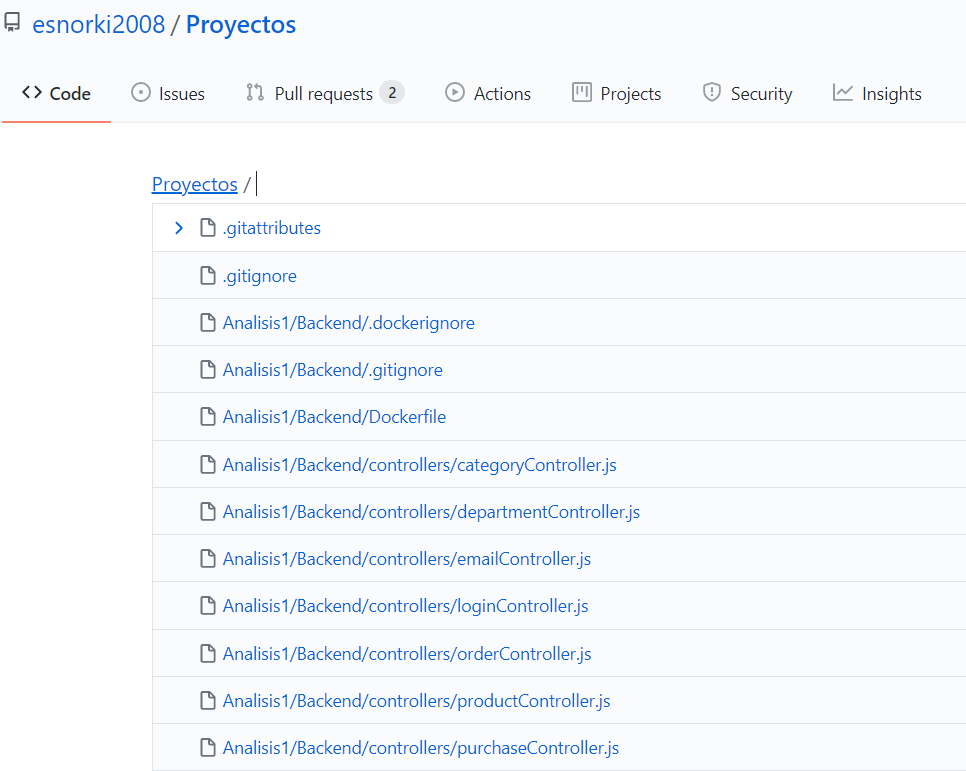 esnorki2008 / Proyectos
Code Issues Pull requests 2 Actions Projects Security Insights
Proyectos /
.gitattributes
.gitignore
Analisis1/Backend/.dockerignore
Analisis1/Backend/.gitignore
Analisis1/Backend/Dockerfile
Analisis1/Backend/controllers/categoryController.js
Analisis1/Backend/controllers/departmentController.js
Analisis1/Backend/controllers/emailController.js
Analisis1/Backend/controllers/loginController.js
Analisis1/Backend/controllers/orderController.js
Analisis1/Backend/controllers/productController.js
Analisis1/Backend/controllers/purchaseController.js